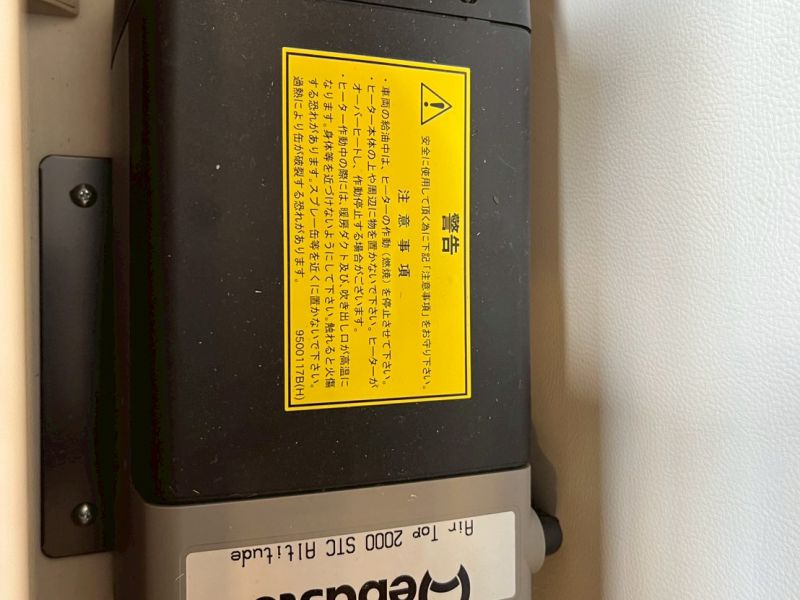 警告
安全に使用して頂く為に下記「注意事項」をお守り下さい。
注意事項
・車両の給油中は、ヒーターの作動（燃焼）を停止させて下さい。
・ヒーター本体の上や周辺に物を置かないで下さい。ヒーターが
オーバーヒートし、作動停止する場合がございます。
・ヒーター作動中の際には、暖房ダクト及び、吹き出し口が高温に
なります。身体等を近づけないようにして下さい。触れると火傷
する恐れがあります。スプレー缶等を近くに置かないで下さい。
過熱により缶が破裂する恐れがあります。
9500117B(H)
Air Top 2000 STC Altitude
Webasto